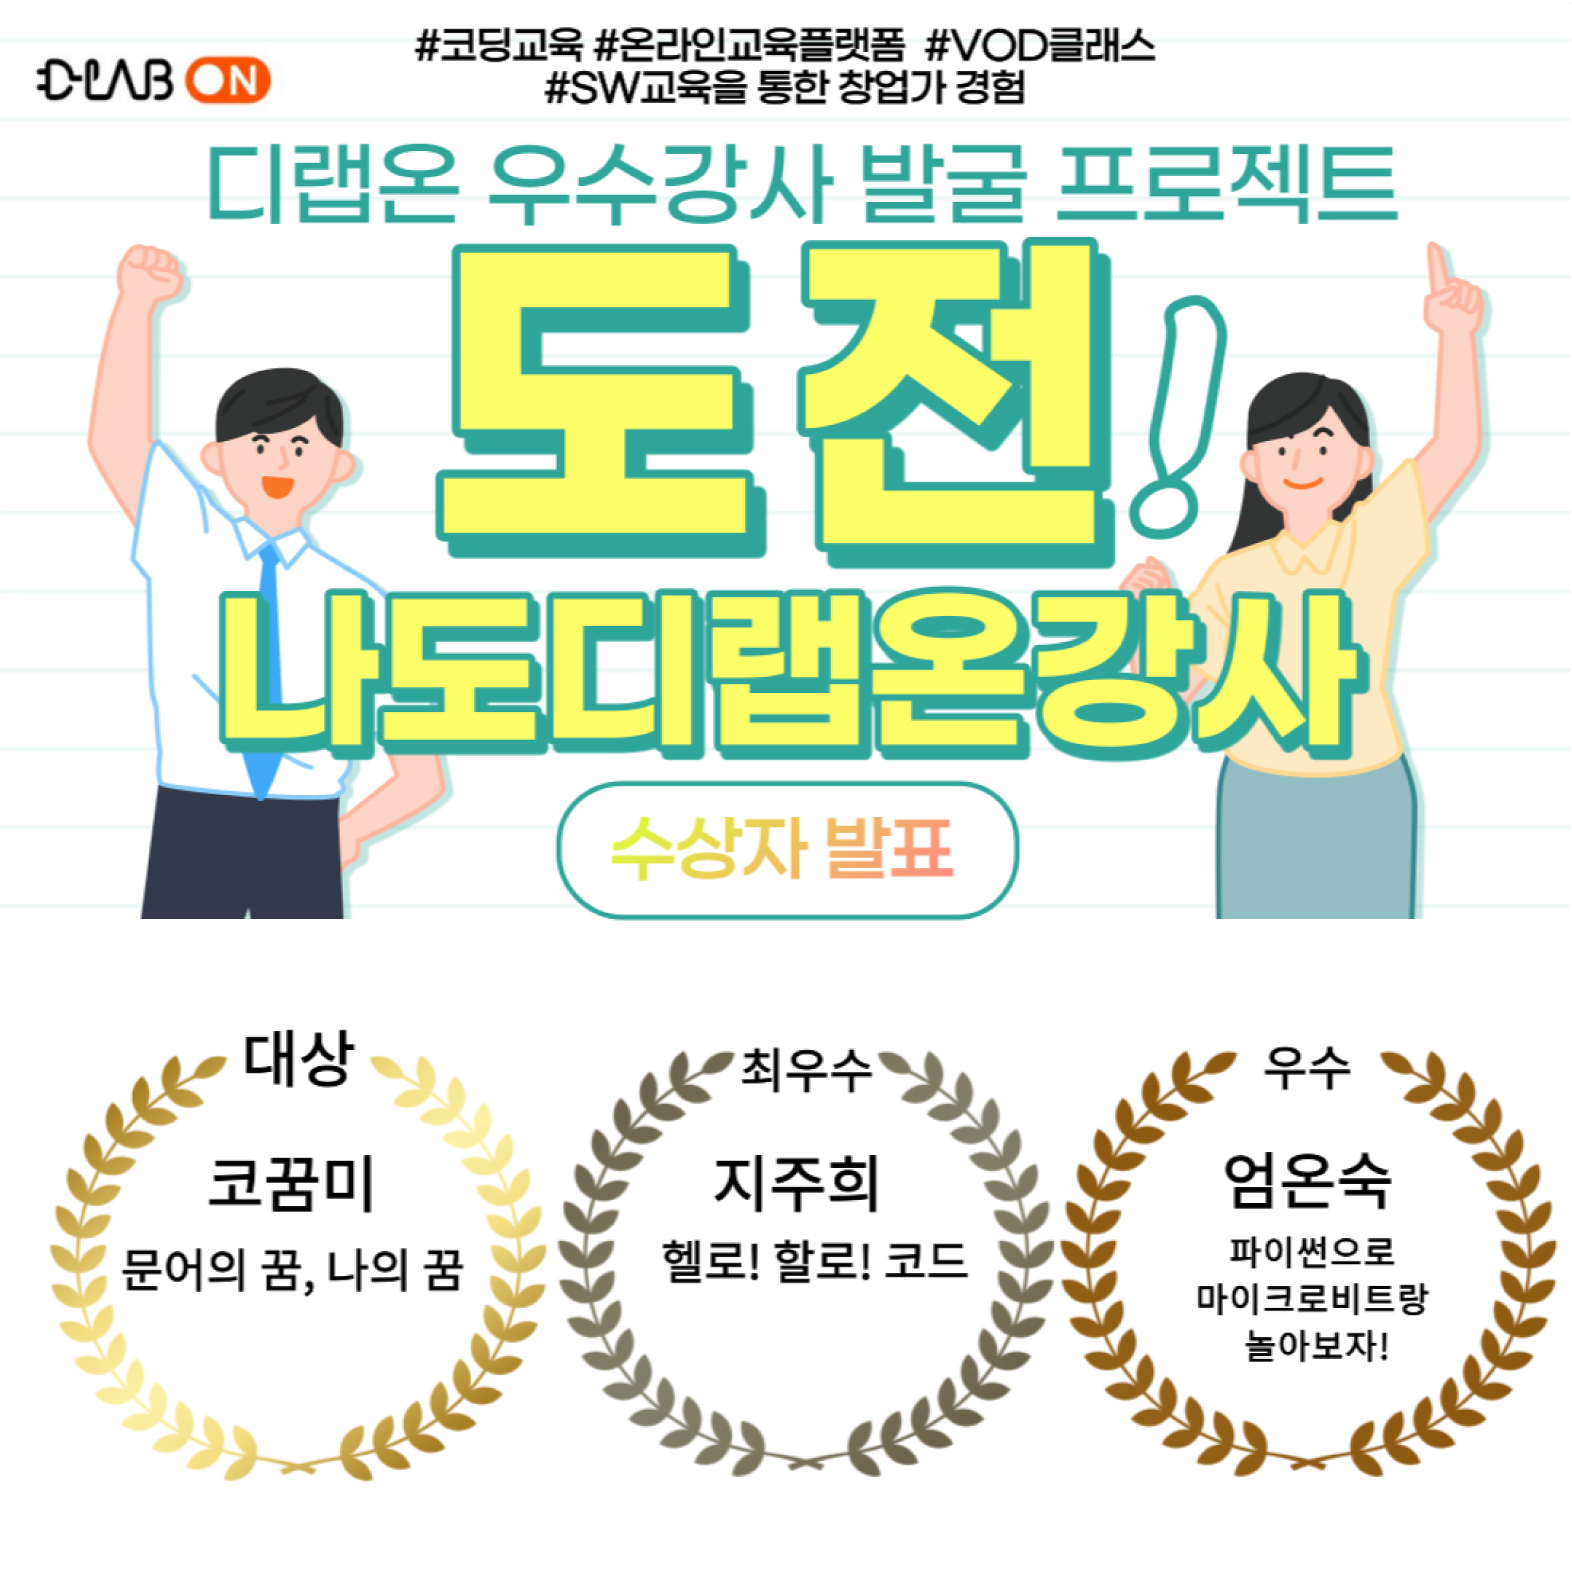 D-LAB ON
#코딩교육 #온라인교육플랫폼 #VOD클래스
#SW교육을 통한 창업가 경험
디랩온 우수강사 발굴 프로젝트
도전!
나도디랩온강사
수상자 발표
대상
코꿈미
문어의 꿈, 나의 꿈
최우수
지주희
헬로! 할로! 코드
우수
엄온숙
파이썬으로
마이크로비트랑
놀아보자!